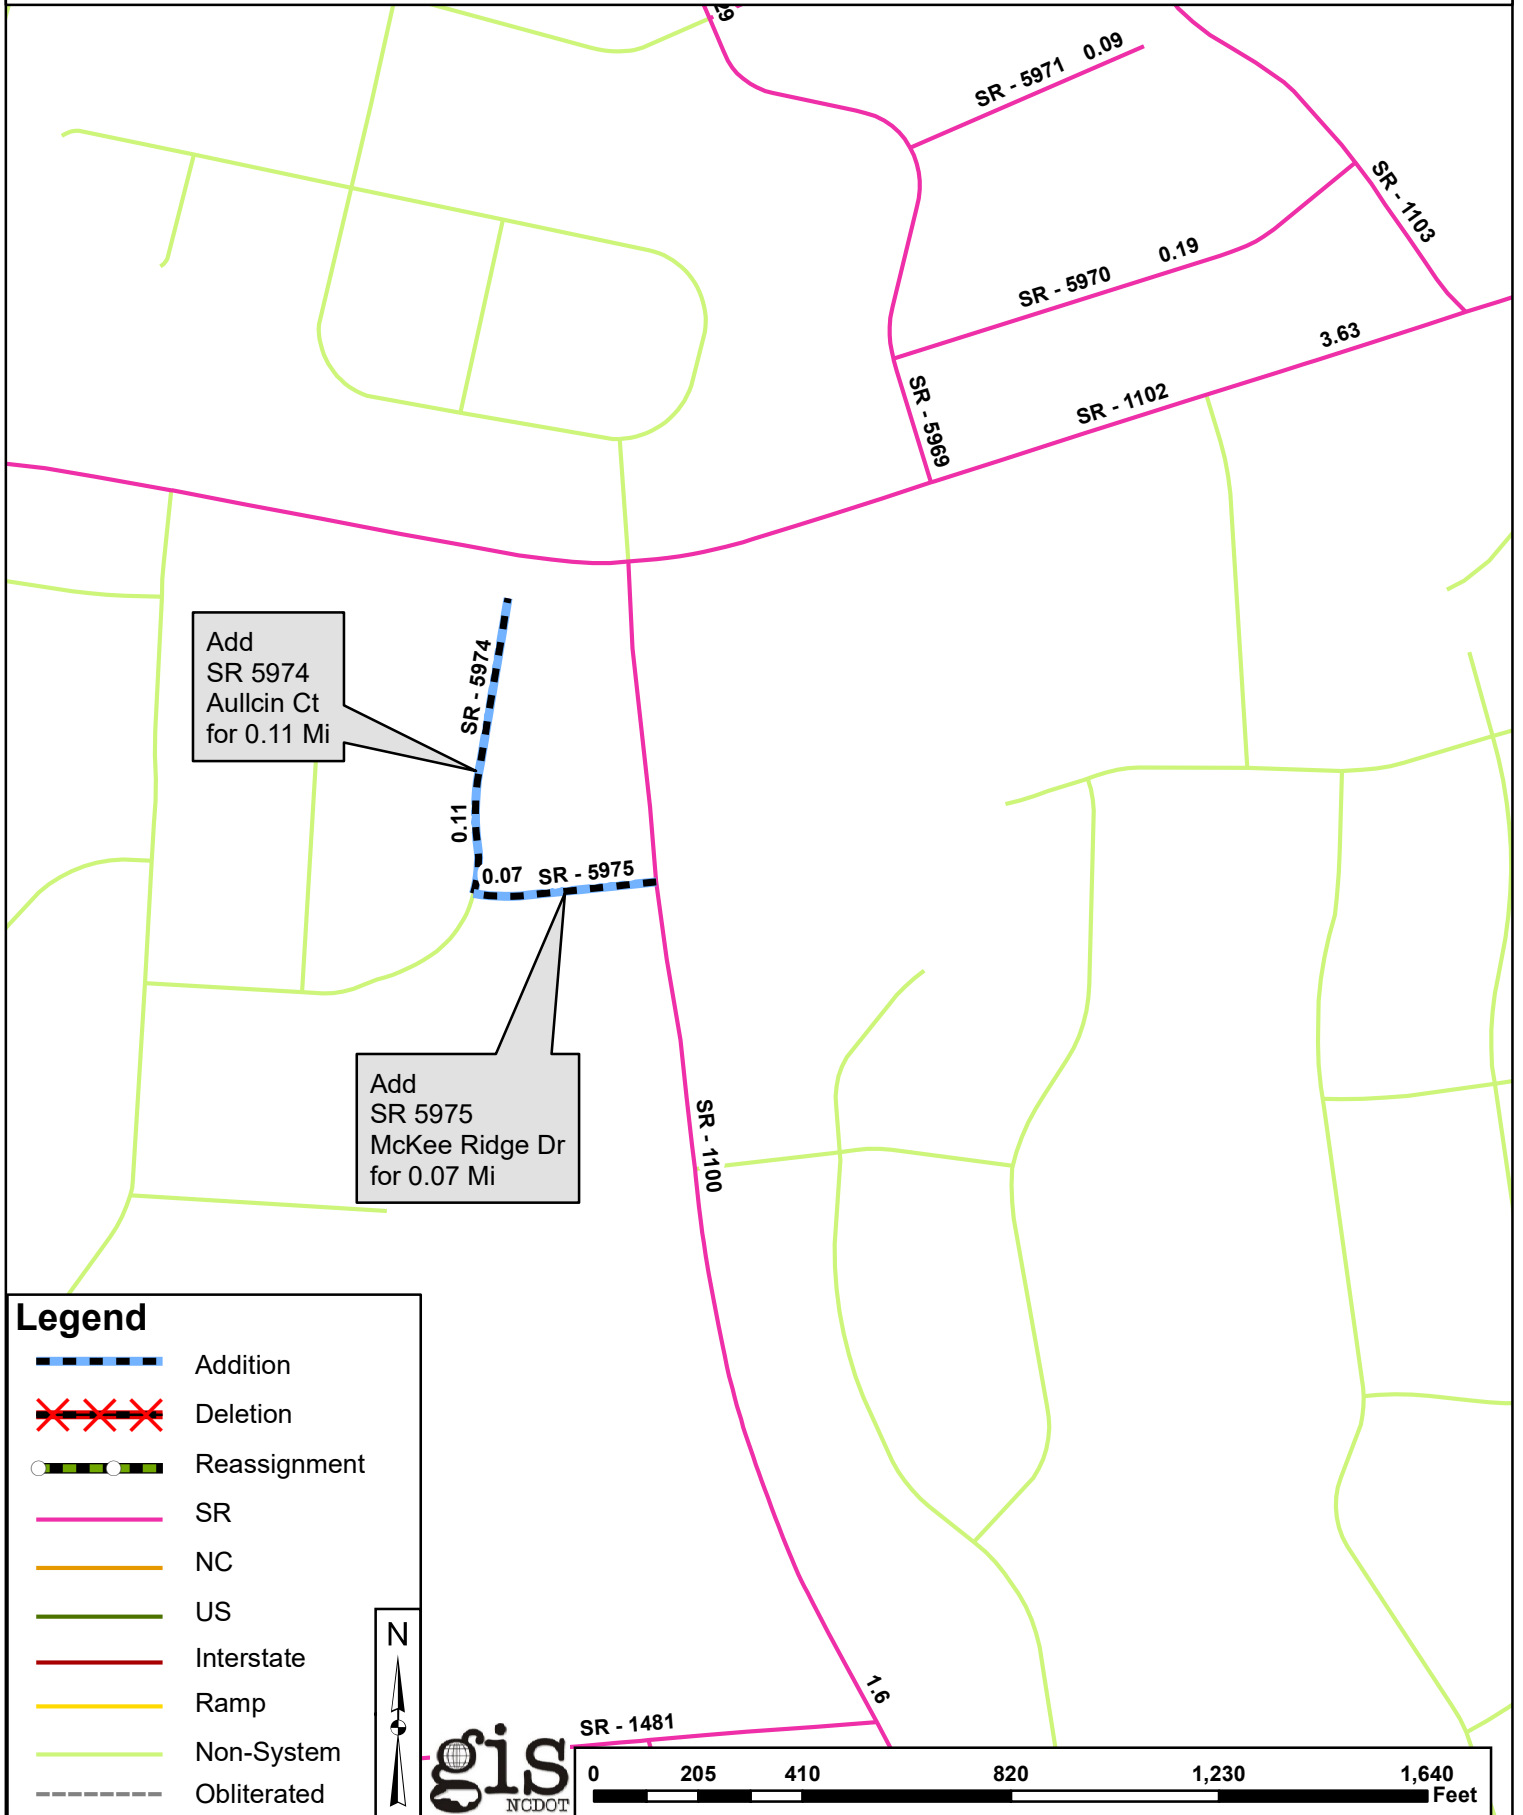 29
SR - 5971 0.09
SR - 1103
SR - 5970 0.19
3.63
SR - 1102
SR - 5969
Add
SR 5974
Aullcin Ct
for 0.11 Mi
SR - 5974
0.11
0.07 SR - 5975
Add
SR 5975
McKee Ridge Dr
for 0.07 Mi
SR - 1100
1.6
SR - 1481
Legend
Addition
Deletion
Reassignment
SR
NC
US
Interstate
Ramp
Non-System
Obliterated
N
gis
NCDOT
0 205 410 820 1,230 1,640
Feet